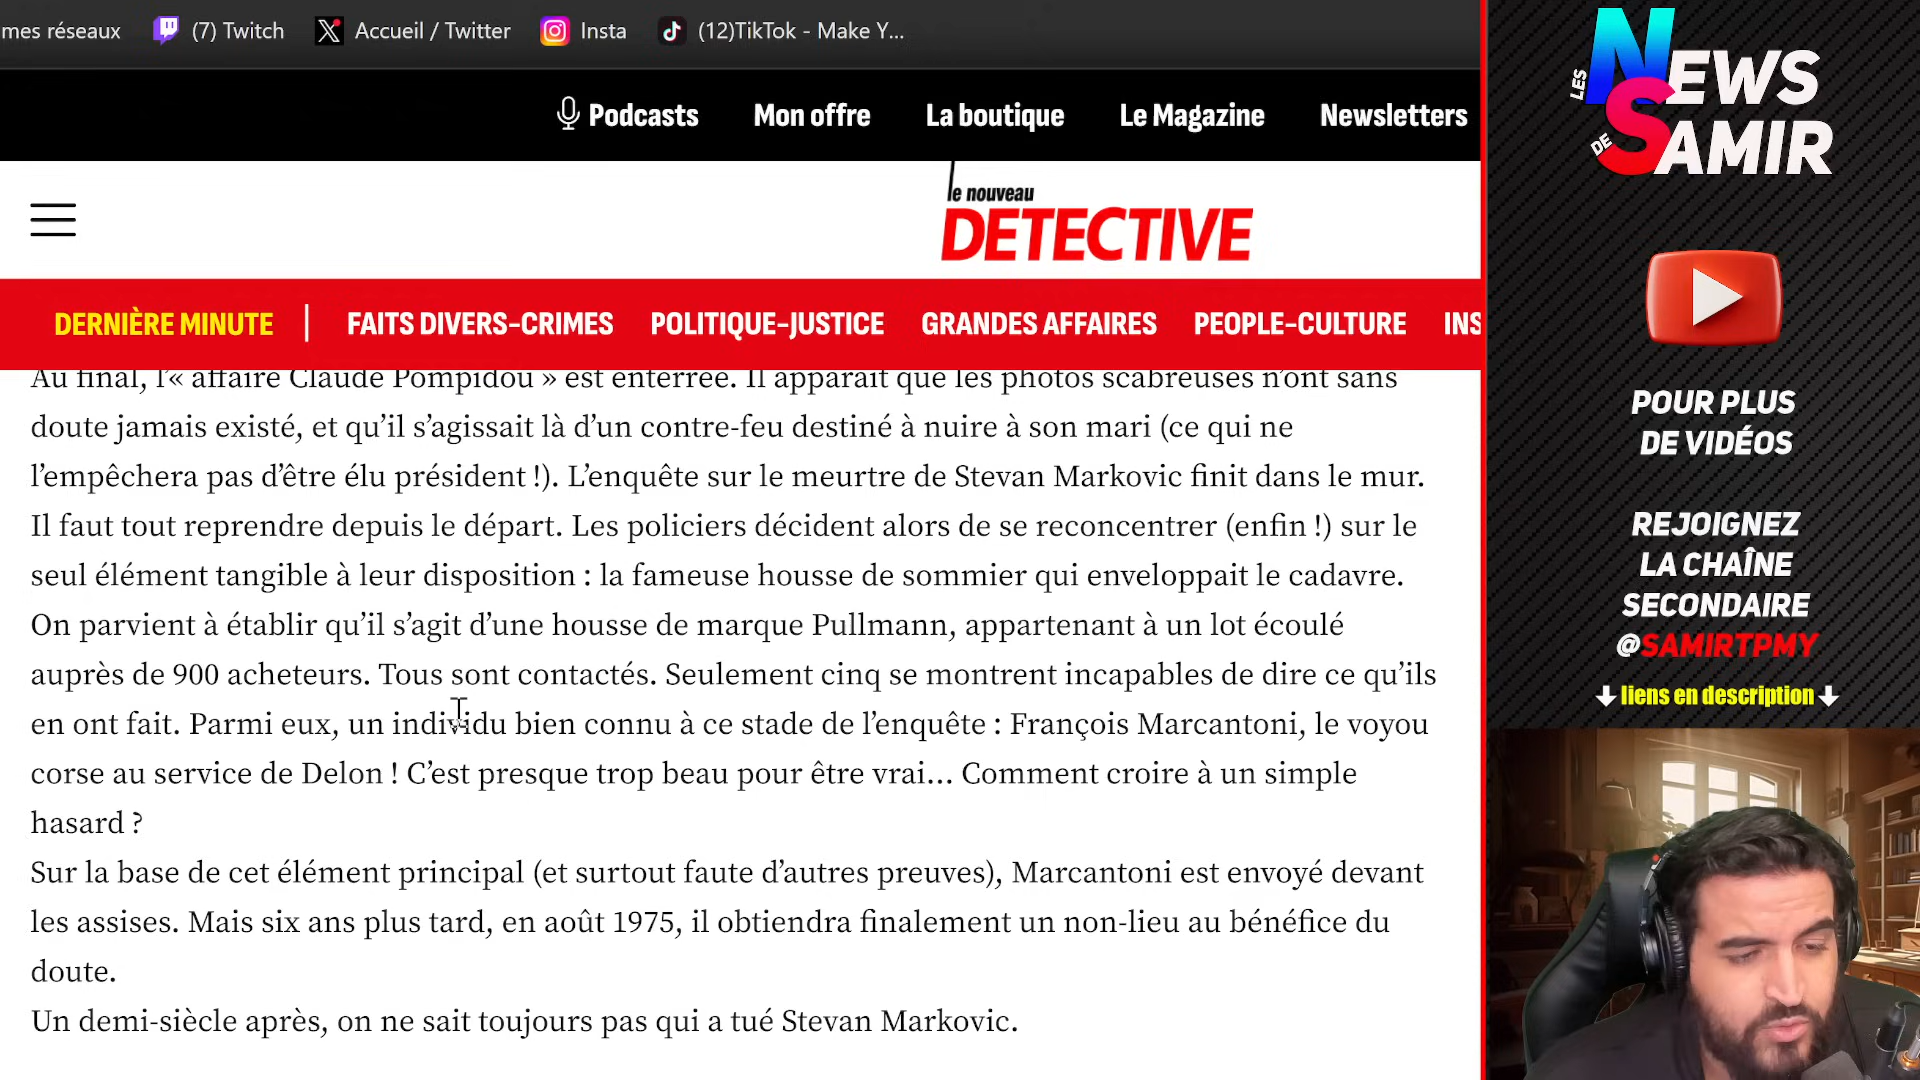 mes réseaux
(7) Twitch
Accueil / Twitter
Insta
(12)TikTok - Make Y...
Podcasts
Mon offre
La boutique
Le Magazine
Newsletters
le nouveau
DETECTIVE
DERNIÈRE MINUTE
FAITS DIVERS-CRIMES
POLITIQUE-JUSTICE
GRANDES AFFAIRES
PEOPLE-CULTURE
INS
Au final, l’« affaire Claude Pompidou » est enterrée. Il apparaît que les photos scabreuses n’ont sans
doute jamais existé, et qu’il s’agissait là d’un contre-feu destiné à nuire à son mari (ce qui ne
l’empêchera pas d’être élu président !). L’enquête sur le meurtre de Stevan Markovic finit dans le mur.
Il faut tout reprendre depuis le départ. Les policiers décident alors de se reconcentrer (enfin !) sur le
seul élément tangible à leur disposition : la fameuse housse de sommier qui enveloppait le cadavre.
On parvient à établir qu’il s’agit d’une housse de marque Pullmann, appartenant à un lot écoulé
auprès de 900 acheteurs. Tous sont contactés. Seulement cinq se montrent incapables de dire ce qu’ils
en ont fait. Parmi eux, un individu bien connu à ce stade de l’enquête : François Marcantoni, le voyou
corse au service de Delon ! C’est presque trop beau pour être vrai… Comment croire à un simple
hasard ?
Sur la base de cet élément principal (et surtout faute d’autres preuves), Marcantoni est envoyé devant
les assises. Mais six ans plus tard, en août 1975, il obtiendra finalement un non-lieu au bénéfice du
doute.
Un demi-siècle après, on ne sait toujours pas qui a tué Stevan Markovic.
LES NEWS
DE SAMIR
POUR PLUS
DE VIDÉOS
REJOIGNEZ
LA CHAÎNE
SECONDAIRE
@SAMIRTPMY
liens en description